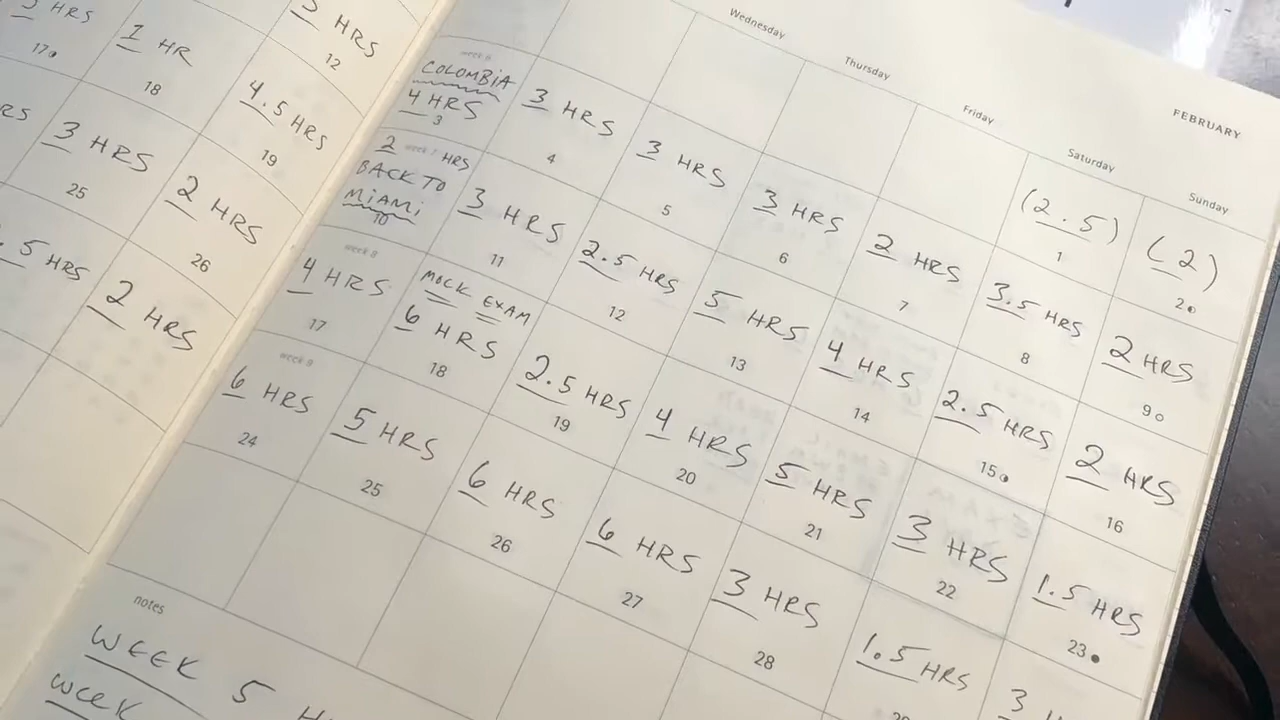 HRS
17
1 HR
18
HRS
12
3 HRS
25
4.5 HRS
19
5 HRS
2 HRS
26
2 HRS
FEBRUARY
Wednesday
Thursday
Friday
Saturday
Sunday
(2.5)
1
(2)
2
week 6
COLOMBIA
4 HRS
3
3 HRS
4
3 HRS
5
3 HRS
6
2 HRS
7
3.5 HRS
8
2 HRS
9
week 7
2 HRS
BACK TO
MIAMI
10
3 HRS
11
2.5 HRS
12
5 HRS
13
4 HRS
14
2.5 HRS
15
2 HRS
16
week 8
4 HRS
17
MOCK EXAM
6 HRS
18
2.5 HRS
19
4 HRS
20
5 HRS
21
3 HRS
22
1.5 HRS
23
week 9
6 HRS
24
5 HRS
25
6 HRS
26
6 HRS
27
3 HRS
28
1.5 HRS
3
notes
WEEK 5
WEEK